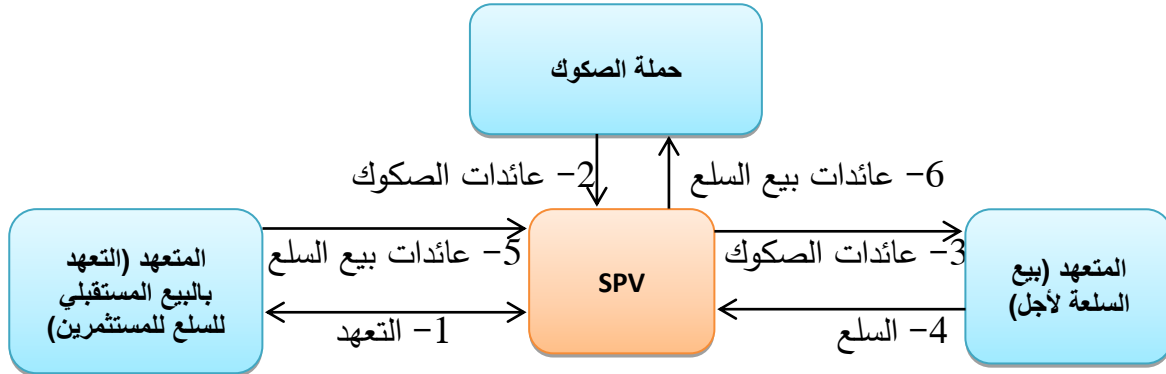 حملة الصكوك
2- عائدات الصكوك
6- عائدات بيع السلع
المتعهد (بيع
السلعة لأجل)
3- عائدات الصكوك
4- السلع
SPV
5- عائدات بيع السلع
1- التعهد
المتعهد (التعهد
بالبيع المستقبلي
للسلع للمستثمرين)